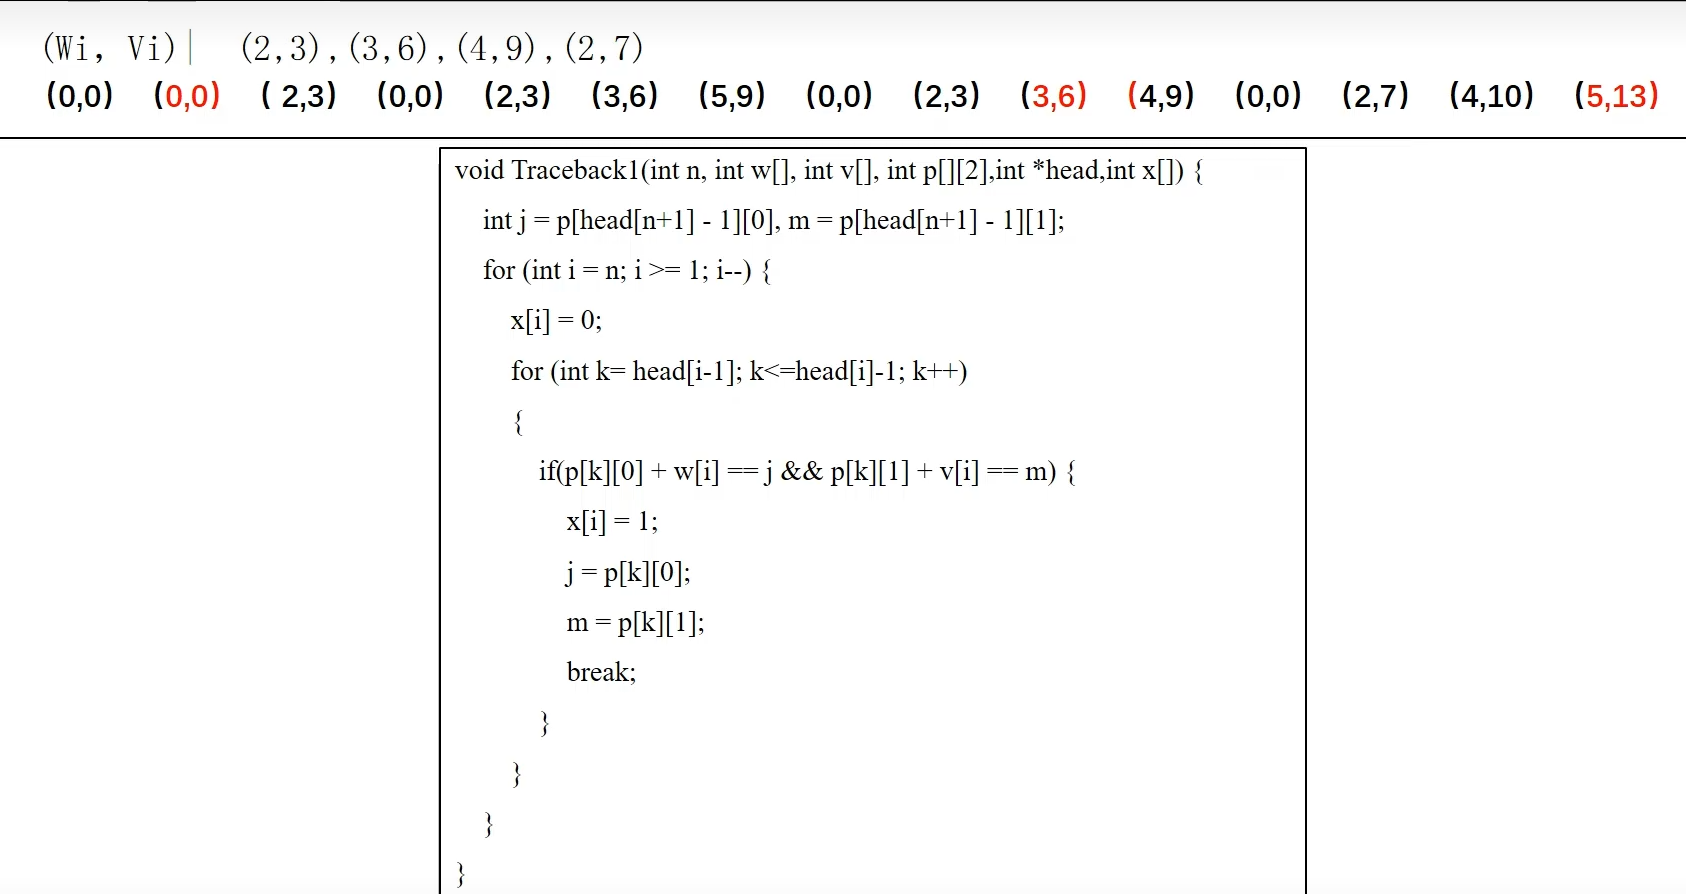 (Wi, Vi) (2,3),(3,6),(4,9),(2,7)
(0,0) (0,0) ( 2,3) (0,0) (2,3) (3,6) (5,9) (0,0) (2,3) (3,6) (4,9) (0,0) (2,7) (4,10) (5,13)
void Traceback1(int n, int w[], int v[], int p[][2],int *head,int x[]) {
int j = p[head[n+1] - 1][0], m = p[head[n+1] - 1][1];
for (int i = n; i >= 1; i--) {
x[i] = 0;
for (int k= head[i-1]; k<=head[i]-1; k++)
{
if(p[k][0] + w[i] == j && p[k][1] + v[i] == m) {
x[i] = 1;
j = p[k][0];
m = p[k][1];
break;
}
}
}
}